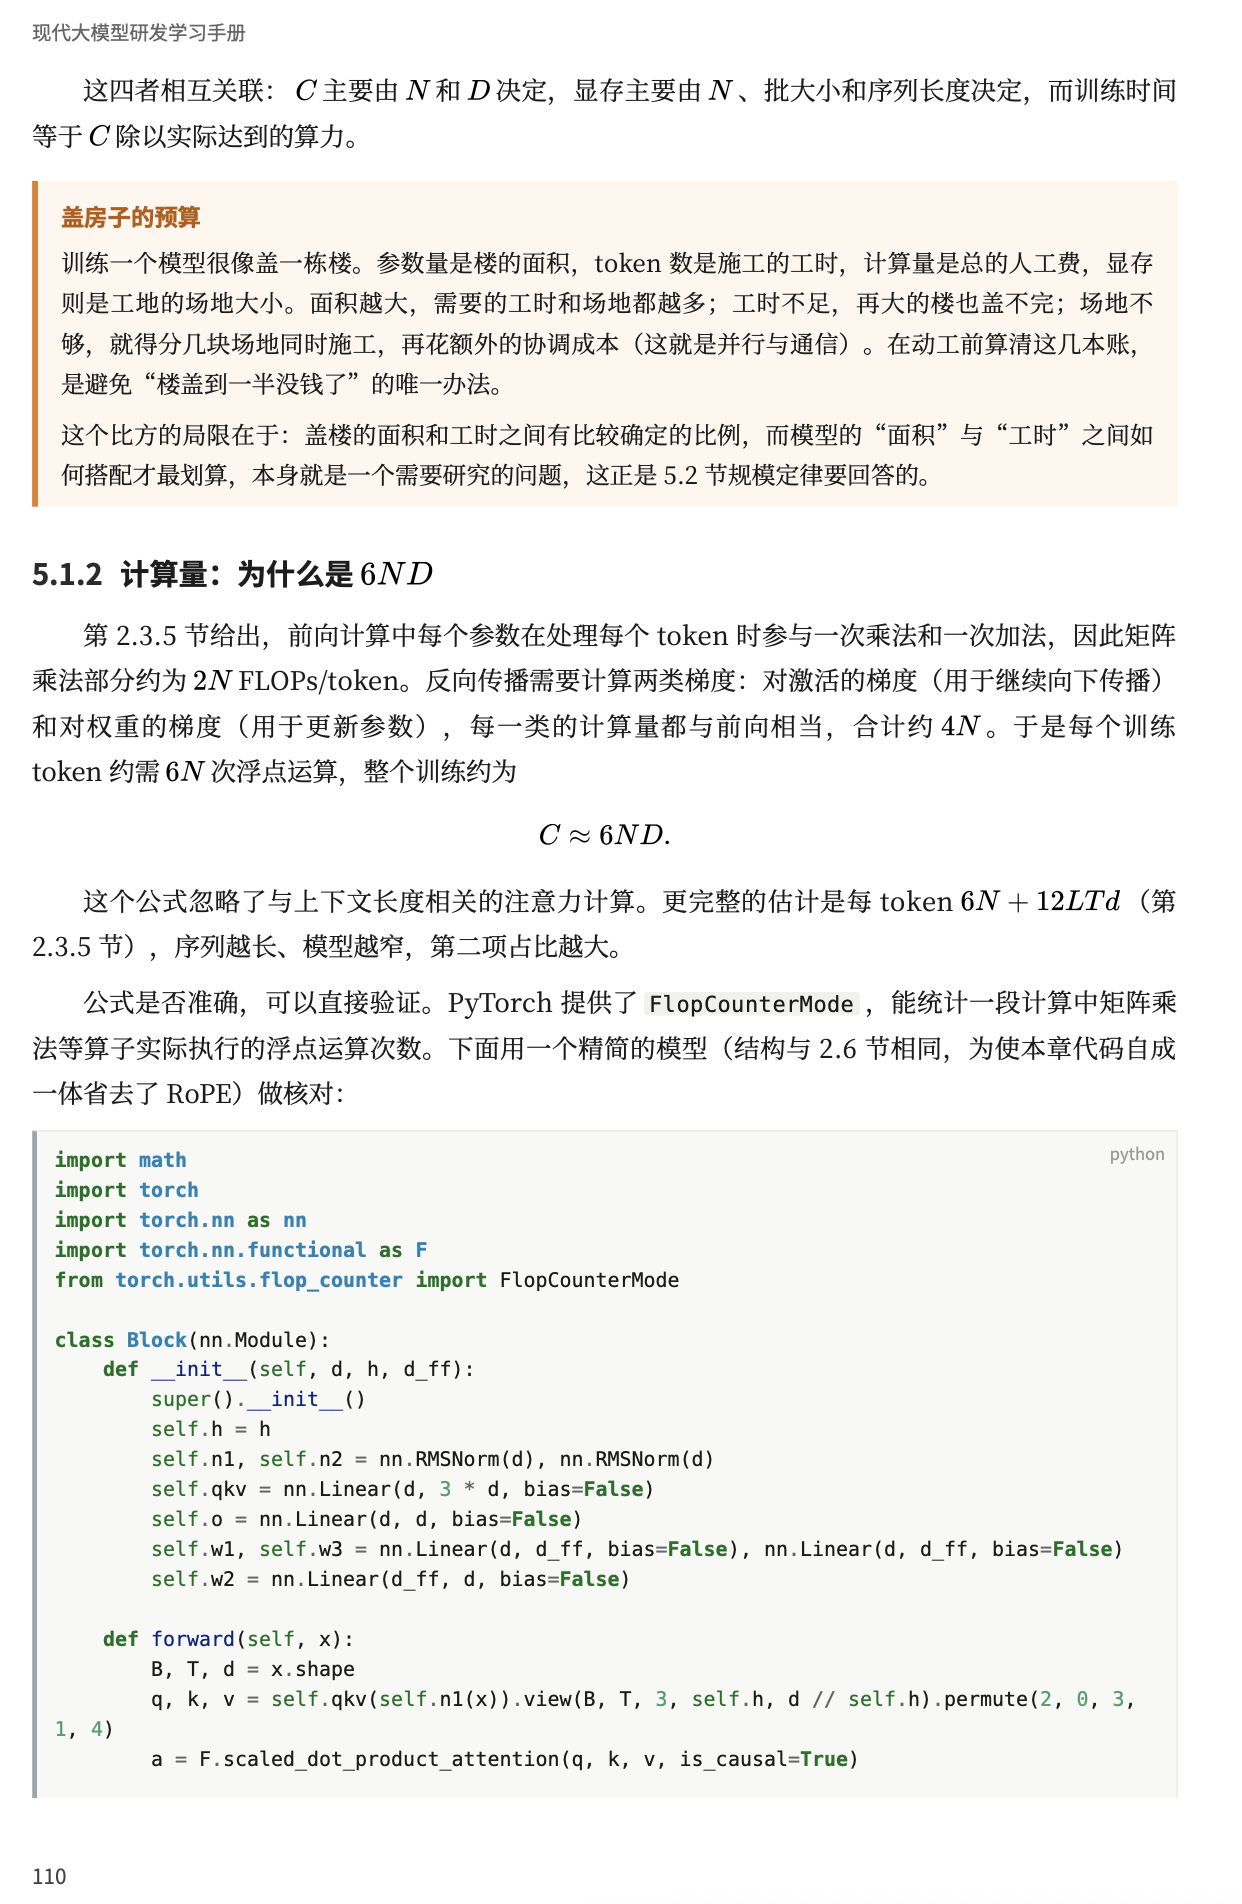 现代大模型研发学习手册
这四者相互关联： C 主要由 N 和 D 决定，显存主要由 N 、批大小和序列长度决定，而训练时间
等于 C 除以实际达到的算力。
盖房子的预算
训练一个模型很像盖一栋楼。参数量是楼的面积，token 数是施工的工时，计算量是总的人工费，显存
则是工地的场地大小。面积越大，需要的工时和场地都越多；工时不足，再大的楼也盖不完；场地不
够，就得分几块场地同时施工，再花额外的协调成本（这就是并行与通信）。在动工前算清这几本账，
是避免“楼盖到一半没钱了”的唯一办法。
这个比方的局限在于：盖楼的面积和工时之间有比较确定的比例，而模型的“面积”与“工时”之间如
何搭配才最划算，本身就是一个需要研究的问题，这正是 5.2 节规模定律要回答的。
5.1.2 计算量：为什么是 6ND
第 2.3.5 节给出，前向计算中每个参数在处理每个 token 时参与一次乘法和一次加法，因此矩阵
乘法部分约为 2N FLOPs/token。反向传播需要计算两类梯度：对激活的梯度（用于继续向下传播）
和对权重的梯度（用于更新参数），每一类的计算量都与前向相当，合计约 4N 。于是每个训练
token 约需 6N 次浮点运算，整个训练约为
C ≈ 6ND.
这个公式忽略了与上下文长度相关的注意力计算。更完整的估计是每 token 6N + 12LTd（第
2.3.5 节），序列越长、模型越窄，第二项占比越大。
公式是否准确，可以直接验证。PyTorch 提供了 FlopCounterMode ，能统计一段计算中矩阵乘
法等算子实际执行的浮点运算次数。下面用一个精简的模型（结构与 2.6 节相同，为使本章代码自成
一体省去了 RoPE）做核对：
python
import math
import torch
import torch.nn as nn
import torch.nn.functional as F
from torch.utils.flop_counter import FlopCounterMode
class Block(nn.Module):
    def __init__(self, d, h, d_ff):
        super().__init__()
        self.h = h
        self.n1, self.n2 = nn.RMSNorm(d), nn.RMSNorm(d)
        self.qkv = nn.Linear(d, 3 * d, bias=False)
        self.o = nn.Linear(d, d, bias=False)
        self.w1, self.w3 = nn.Linear(d, d_ff, bias=False), nn.Linear(d, d_ff, bias=False)
        self.w2 = nn.Linear(d_ff, d, bias=False)
    def forward(self, x):
        B, T, d = x.shape
        q, k, v = self.qkv(self.n1(x)).view(B, T, 3, self.h, d // self.h).permute(2, 0, 3,
1, 4)
        a = F.scaled_dot_product_attention(q, k, v, is_causal=True)
110